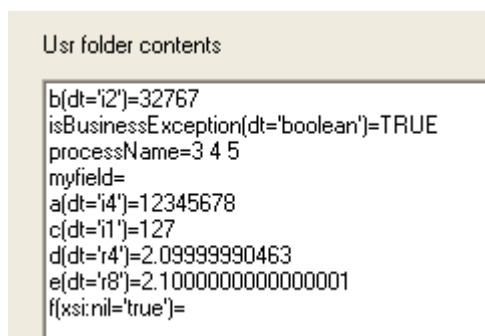 Usr folder contents
b(dt='i2')=32767
isBusinessException(dt='boolean')=TRUE
processName=3 4 5
myfield=
a(dt='i4')=12345678
c(dt='i1')=127
d(dt='r4')=2.09999990463
e(dt='r8')=2.1000000000000001
f(xsi:nil='true')=